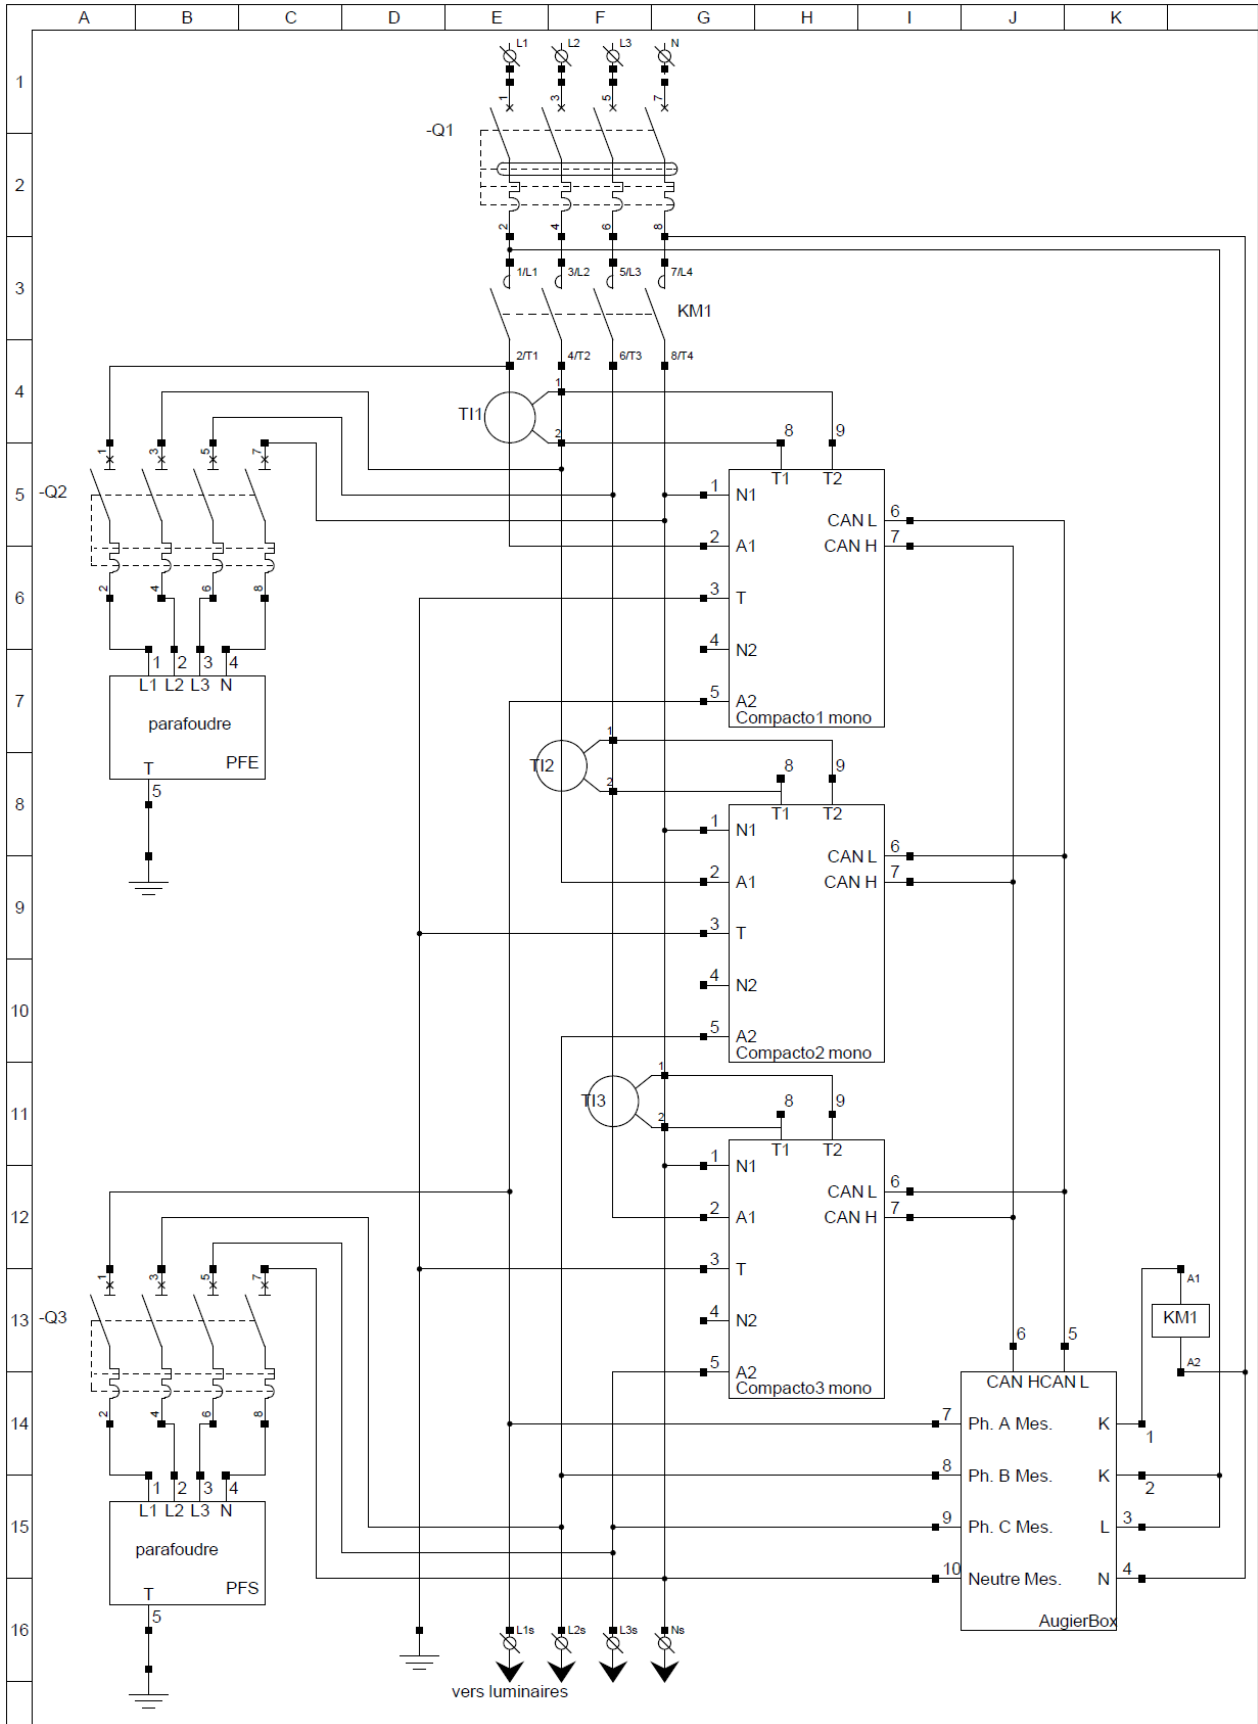 A B C D E F G H I J K
L1 L2 L3 N
1
1 3 5 7
-Q1
2
2 4 6 8
1/L1 3/L2 5/L3 7/L4
3
KM1
2/T1 4/T2 6/T3 8/T4
4
1
TI1
2
8 9
T1 T2
1 3 5 7
5
-Q2
1 N1
CAN L 6
2 A1
CAN H 7
6
2 4 6 8
3 T
4 N2
1 2 3 4
L1 L2 L3 N
7
5 A2
Compacto1 mono
parafoudre
PFE
T
5
1
TI2
2
8 9
T1 T2
8
1 N1
CAN L 6
2 A1
CAN H 7
9
3 T
4 N2
10
5 A2
Compacto2 mono
1
TI3
2
8 9
T1 T2
11
1 N1
CAN L 6
12
2 A1
CAN H 7
3 T
1 3 5 7
A1
13
-Q3
4 N2
KM1
6 5
A2
5 A2
Compacto3 mono
CAN HCAN L
2 4 6 8
14
7 Ph. A Mes. K 1
8 Ph. B Mes. K 2
1 2 3 4
L1 L2 L3 N
15
9 Ph. C Mes. L 3
parafoudre
10 Neutre Mes. N 4
PFS
T
5
AugierBox
16
L1s L2s L3s Ns
vers luminaires